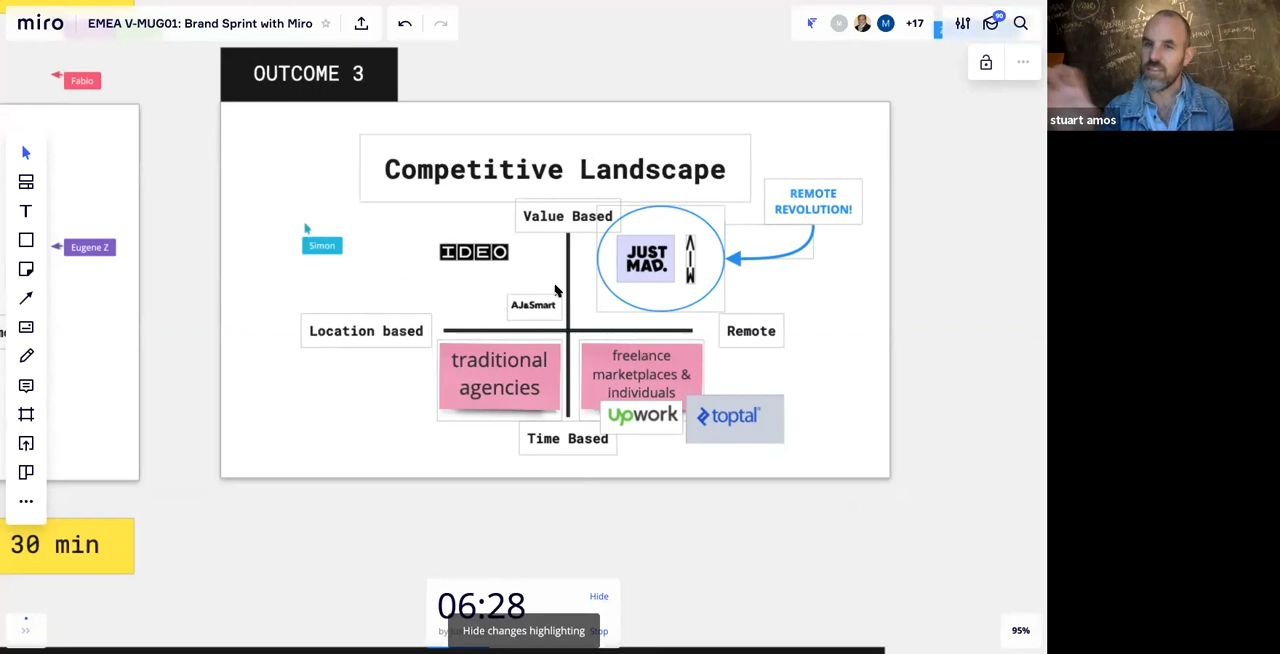 miro
EMEA V-MUG01: Brand Sprint with Miro
M
M
+17
90
stuart amos
OUTCOME 3
Fabio
Competitive Landscape
REMOTE
REVOLUTION!
Value Based
Simon
Eugene Z
IDEO
JUST
MAD.
AJ&Smart
Location based
Remote
traditional
agencies
freelance
marketplaces &
individuals
Upwork
toptal
Time Based
30 min
06:28
Hide
by
Hide changes highlighting
Stop
95%